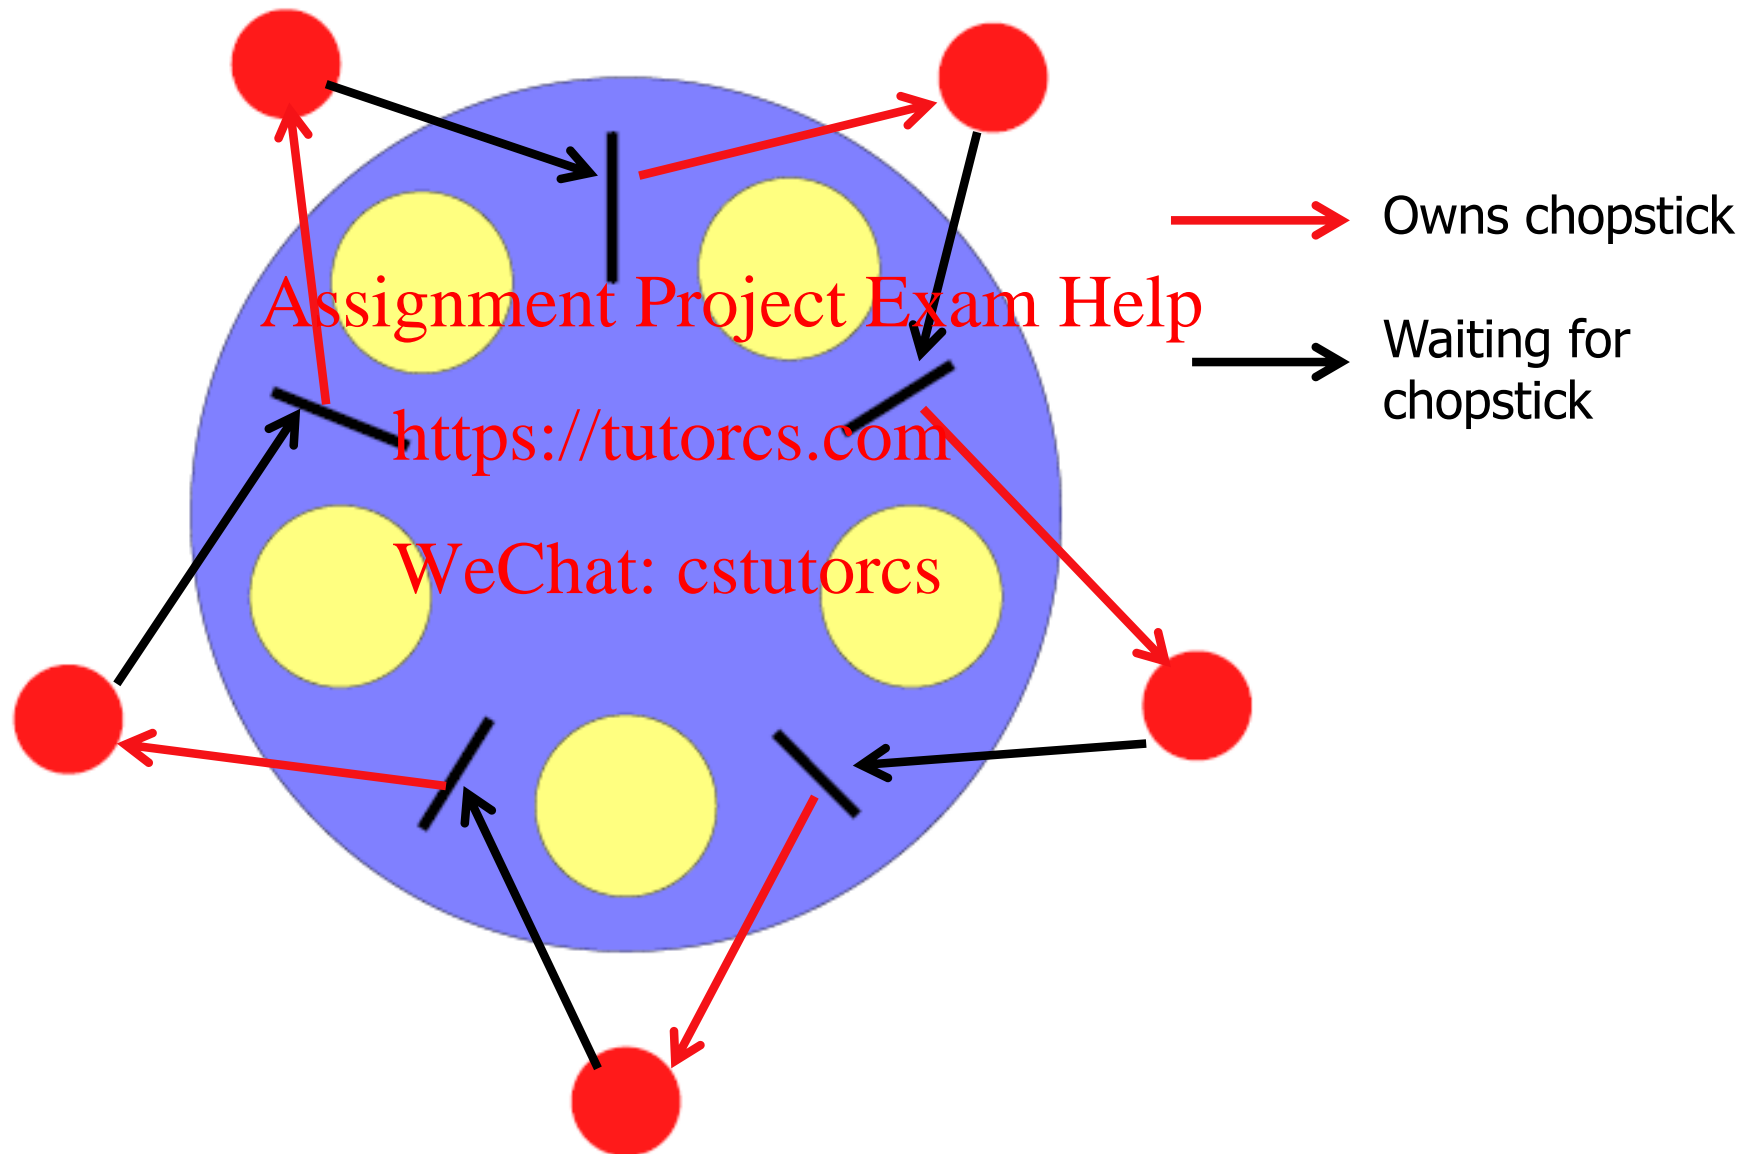 Owns chopstick
Assignment Project Exam Help
Waiting for
chopstick
https://tutorcs.com
WeChat: cstutorcs